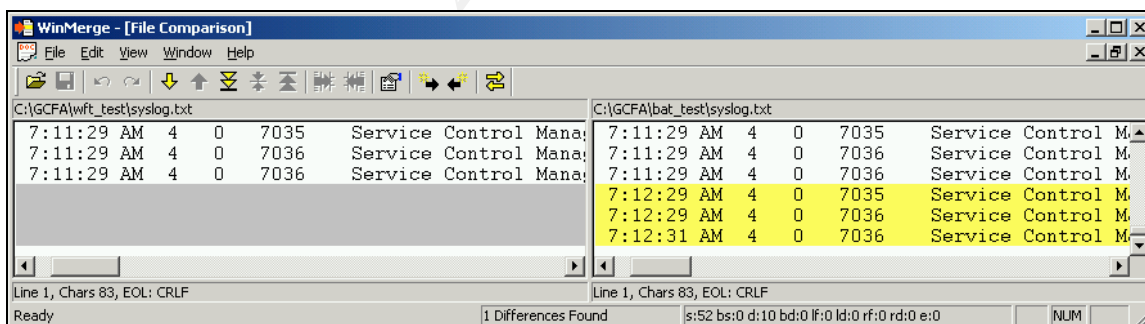 WinMerge - [File Comparison]
File Edit View Window Help
C:\GCFA\wft_test\syslog.txt
7:11:29 AM 4 0 7035 Service Control Mana
7:11:29 AM 4 0 7036 Service Control Mana
7:11:29 AM 4 0 7036 Service Control Mana
Line 1, Chars 83, EOL: CRLF
C:\GCFA\bat_test\syslog.txt
7:11:29 AM 4 0 7035 Service Control M
7:11:29 AM 4 0 7036 Service Control M
7:11:29 AM 4 0 7036 Service Control M
7:12:29 AM 4 0 7035 Service Control M
7:12:29 AM 4 0 7036 Service Control M
7:12:31 AM 4 0 7036 Service Control M
Line 1, Chars 83, EOL: CRLF
Ready 1 Differences Found s:52 bs:0 d:10 bd:0 lf:0 ld:0 rf:0 rd:0 e:0 NUM